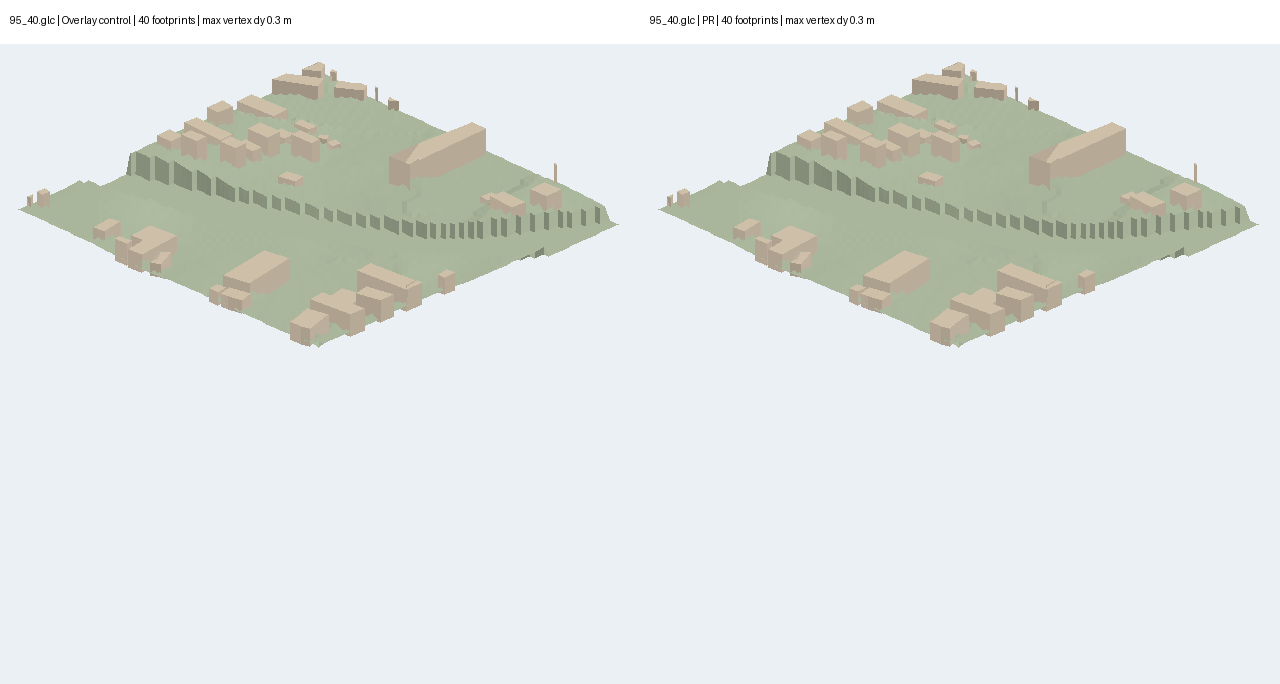 95_40.glc | Overlay control | 40 footprints | max vertex dy 0.3 m
95_40.glc | PR | 40 footprints | max vertex dy 0.3 m